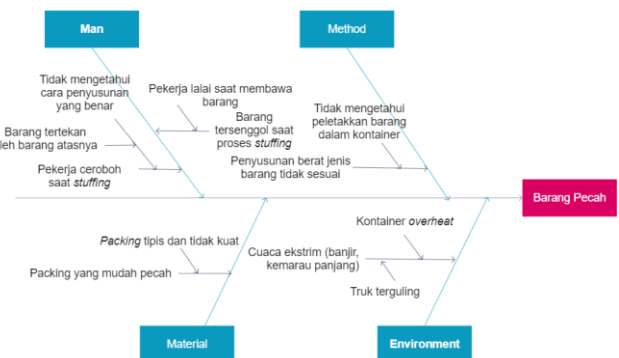 Man
Method
Tidak mengetahui
cara penyusunan
yang benar
Pekerja lalai saat membawa
barang
Barang
tersenggol saat
proses stuffing
Barang tertekan
leh barang atasnya
Pekerja ceroboh
saat stuffing
Tidak mengetahui
peletakkan barang
dalam kontainer
Penyusunan berat jenis
barang tidak sesuai
Barang Pecah
Packing tipis dan tidak kuat
Packing yang mudah pecah
Kontainer overheat
Cuaca ekstrim (banjir,
kemarau panjang)
Truk terguling
Material
Environment